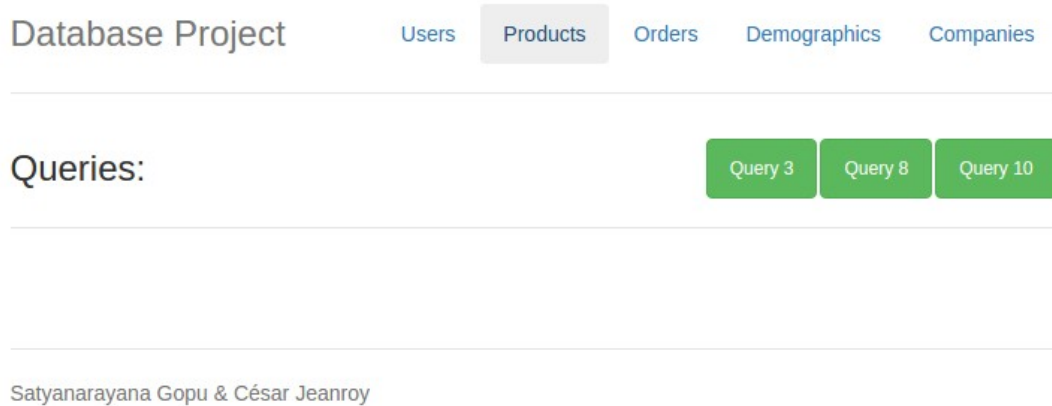 Database Project Users Products Orders Demographics Companies
Queries: Query 3 Query 8 Query 10
Satyanarayana Gopu & César Jeanroy